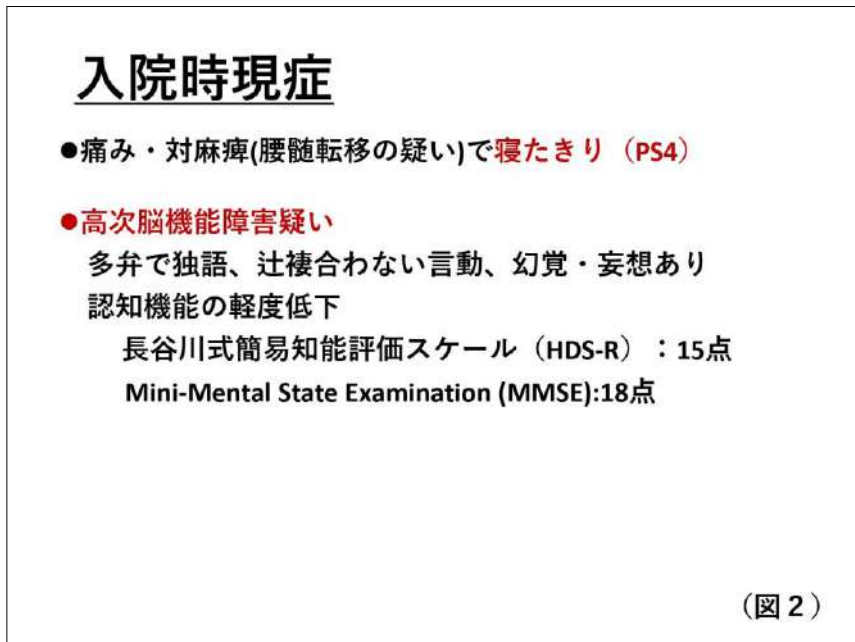 入院時現症
●痛み・対麻痺(腰髄転移の疑い)で寝たきり（PS4）
●高次脳機能障害疑い
多弁で独語、辻褄合わない言動、幻覚・妄想あり
認知機能の軽度低下
長谷川式簡易知能評価スケール（HDS-R）：15点
Mini-Mental State Examination (MMSE):18点
（図２）